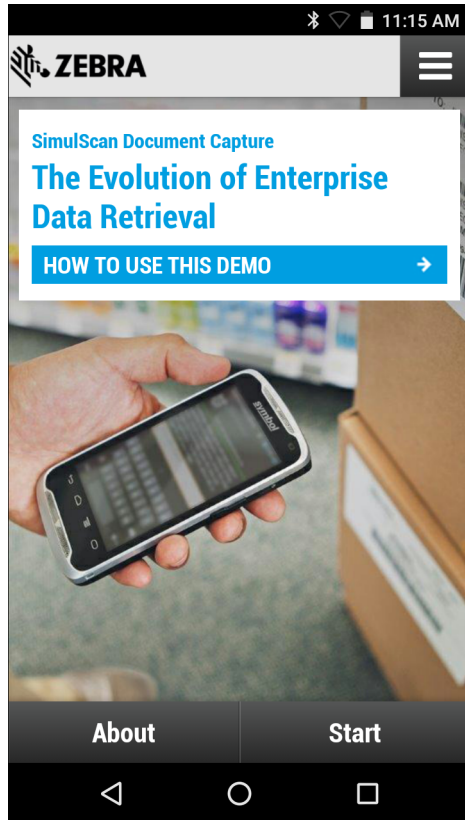 11:15 AM
ZEBRA
SimulScan Document Capture
The Evolution of Enterprise
Data Retrieval
HOW TO USE THIS DEMO
symbol
About
Start